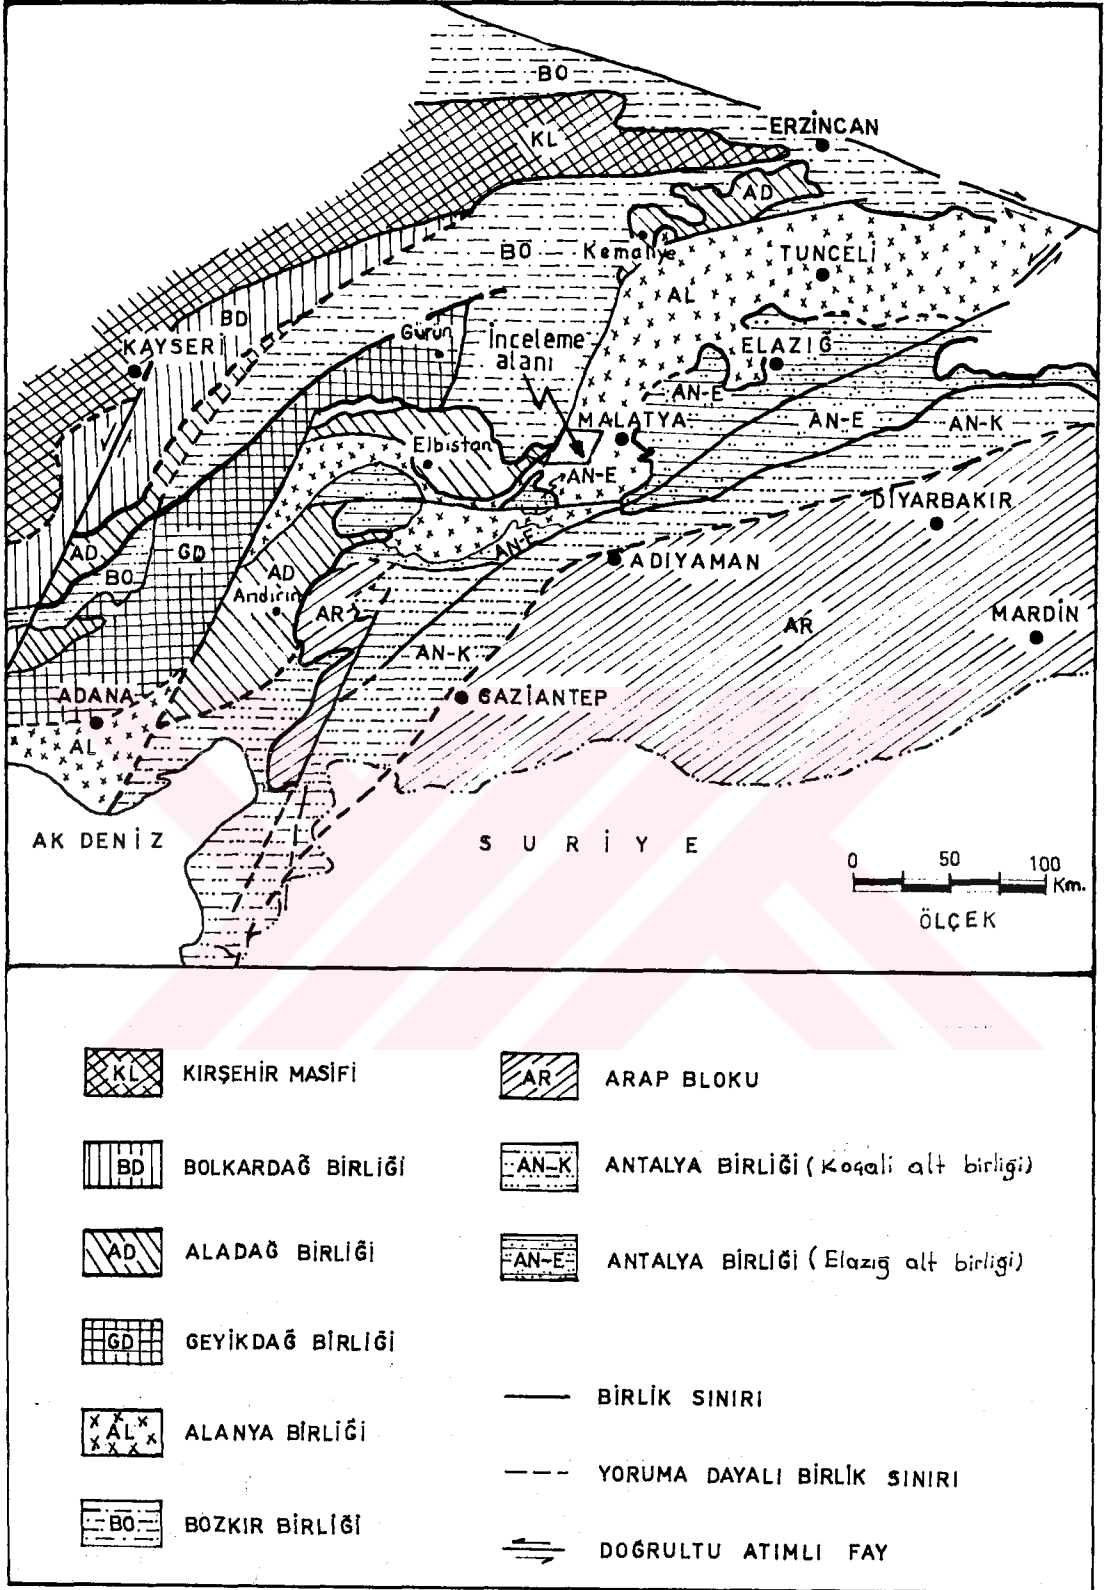 BO
ERZİNCAN
KL
AD
BO
Kemaliye
TUNCELİ
AL
BD
Gürün
İnceleme
alanı
KAYSERİ
ELAZIĞ
AN-E
MALATYA
AN-E
AN-K
Elbistan
AN-E
DİYARBAKIR
AD
GD
AN-E
ADIYAMAN
BO
AD
Andırın
AR
AR
MARDİN
AN-K
ADANA
GAZİANTEP
AL
AK DENİZ
SURİYE
0 50 100
Km.
ÖLÇEK
KL KIRŞEHİR MASİFİ
AR ARAP BLOKU
BD BOLKARDAĞ BİRLİĞİ
AN-K ANTALYA BİRLİĞİ (Koçali alt birliği)
AD ALADAĞ BİRLİĞİ
AN-E ANTALYA BİRLİĞİ (Elazığ alt birliği)
GD GEYİKDAĞ BİRLİĞİ
BİRLİK SINIRI
AL ALANYA BİRLİĞİ
YORUMA DAYALI BİRLİK SINIRI
BO BOZKIR BİRLİĞİ
DOĞRULTU ATIMLI FAY